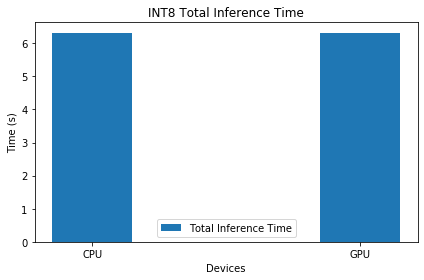 INT8 Total Inference Time
Time (s)
6
5
4
3
2
1
0
Total Inference Time
CPU
GPU
Devices